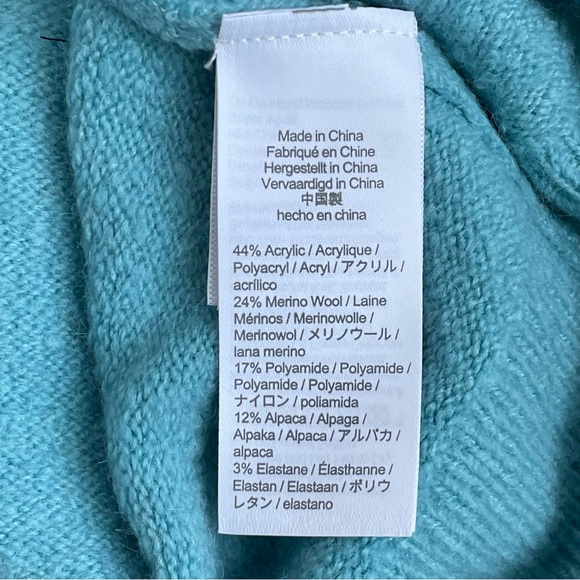 Made in China
Fabriqué en Chine
Hergestellt in China
Vervaardigd in China
中国製
hecho en china
44% Acrylic / Acrylique /
Polyacryl / Acryl / アクリル /
acrílico
24% Merino Wool / Laine
Mérinos / Merinowolle /
Merinowol / メリノウール /
lana merino
17% Polyamide / Polyamide /
Polyamide / Polyamide /
ナイロン / poliamida
12% Alpaca / Alpaga /
Alpaka / Alpaca / アルパカ /
alpaca
3% Elastane / Élasthanne /
Elastan / Elastaan / ポリウ
レタン / elastano